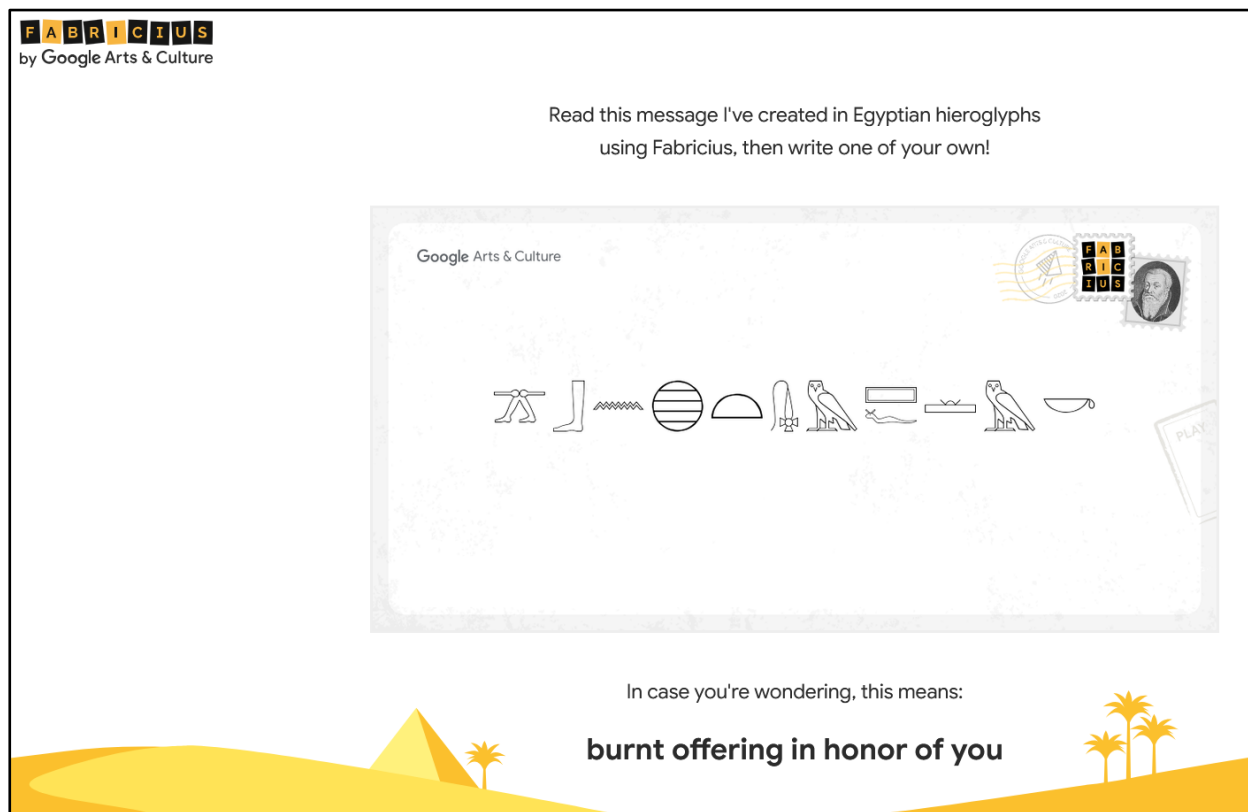 FABRICIUS
by Google Arts & Culture
Read this message I've created in Egyptian hieroglyphs
using Fabricius, then write one of your own!
Google Arts & Culture
FAB
RIC
IUS
𓊄𓃀𓈖𓐍𓏏 𓅓𓈙𓆑𓏛𓅓𓎡
PLAY
In case you're wondering, this means:
burnt offering in honor of you